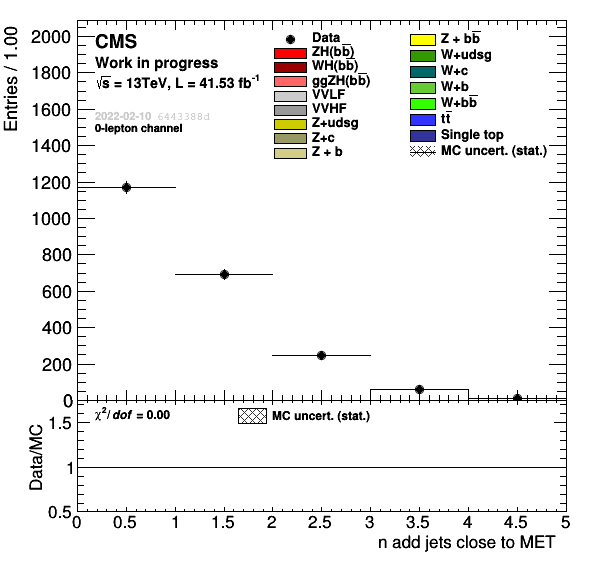 CMS
Work in progress
√s = 13TeV, L = 41.53 fb⁻¹
2022-02-10 6443388d
0-lepton channel
Data
ZH(bb̅)
WH(bb̅)
ggZH(bb̅)
VVLF
VVHF
Z+udsg
Z+c
Z + b
Z + bb̅
W+udsg
W+c
W+b
W+bb̅
tt̅
Single top
MC uncert. (stat.)
Entries / 1.00
2000
1800
1600
1400
1200
1000
800
600
400
200
0
χ²/dof = 0.00
MC uncert. (stat.)
Data/MC
1.5
1
0.5
0 0.5 1 1.5 2 2.5 3 3.5 4 4.5 5
n add jets close to MET